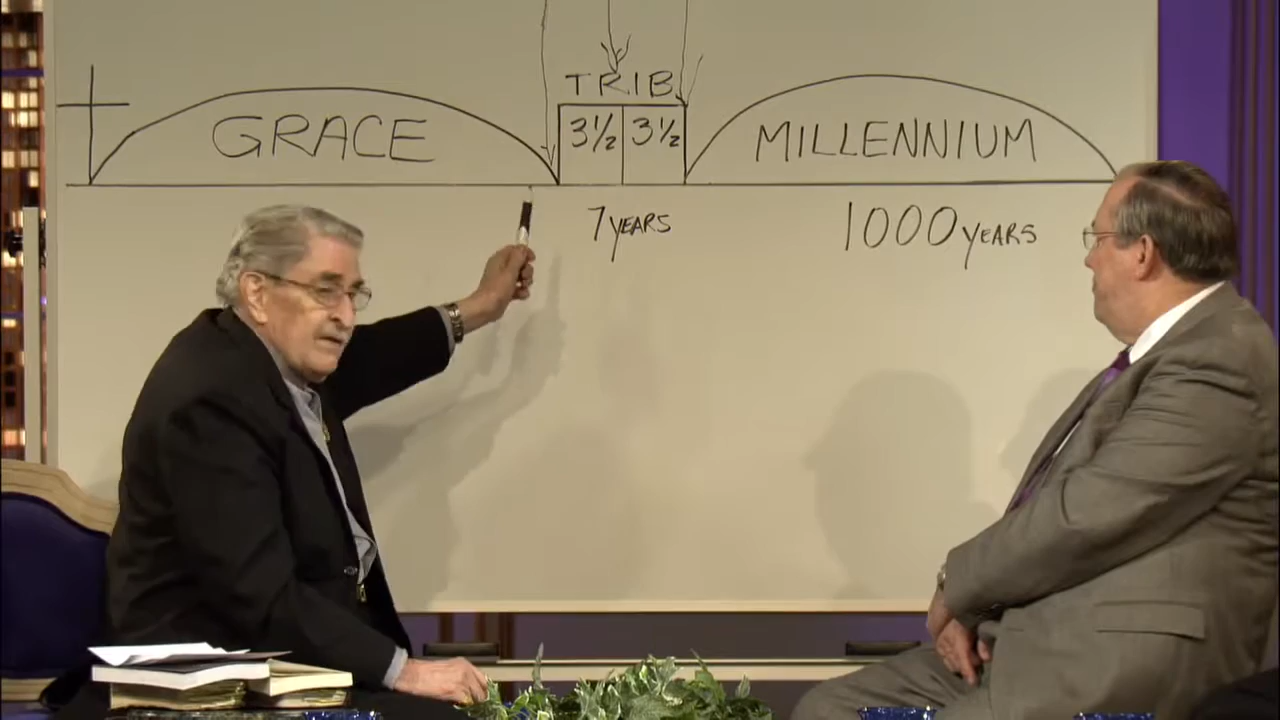 TRIB.
GRACE
3½ 3½
MILLENNIUM
7 YEARS
1000 YEARS